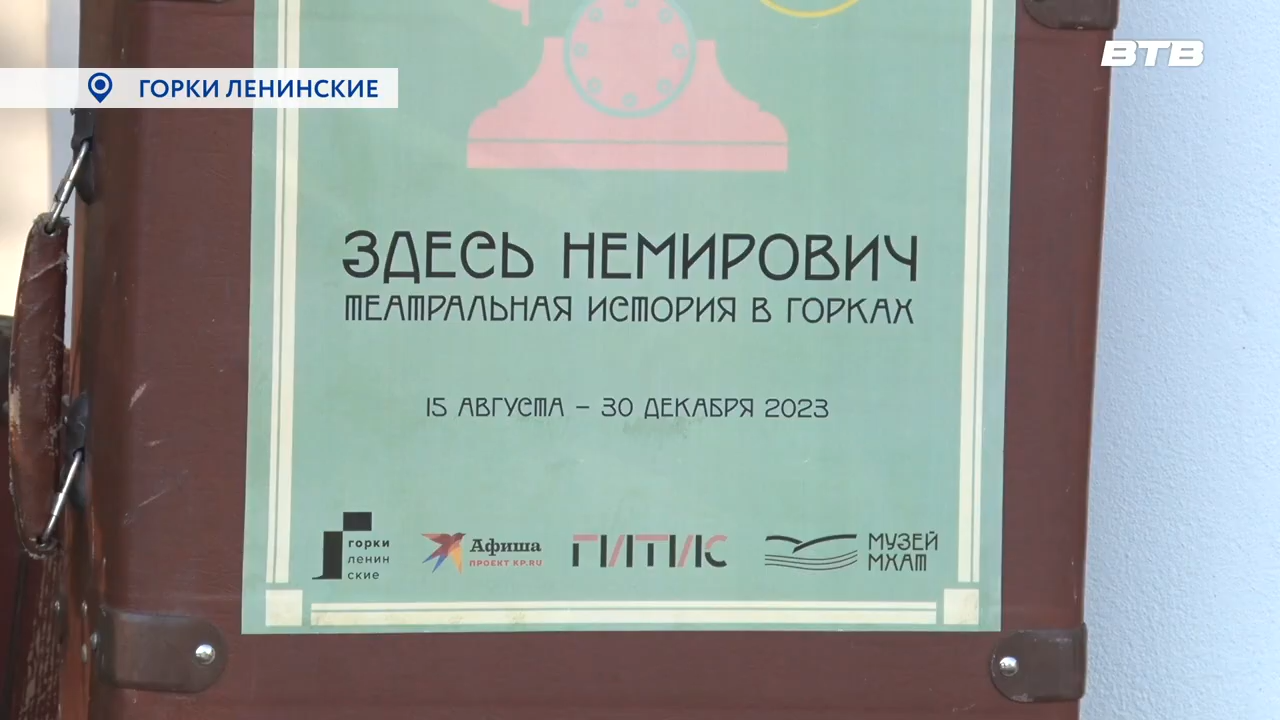 ВТВ
ГОРКИ ЛЕНИНСКИЕ
ЗДЕСЬ НЕМИРОВИЧ
ТЕАТРАЛЬНАЯ ИСТОРИЯ В ГОРКАХ
15 АВГУСТА – 30 ДЕКАБРЯ 2023
горки
ленин
ские
Афиша
ПРОЕКТ KP.RU
ГИТИС
МУЗЕЙ
МХАТ